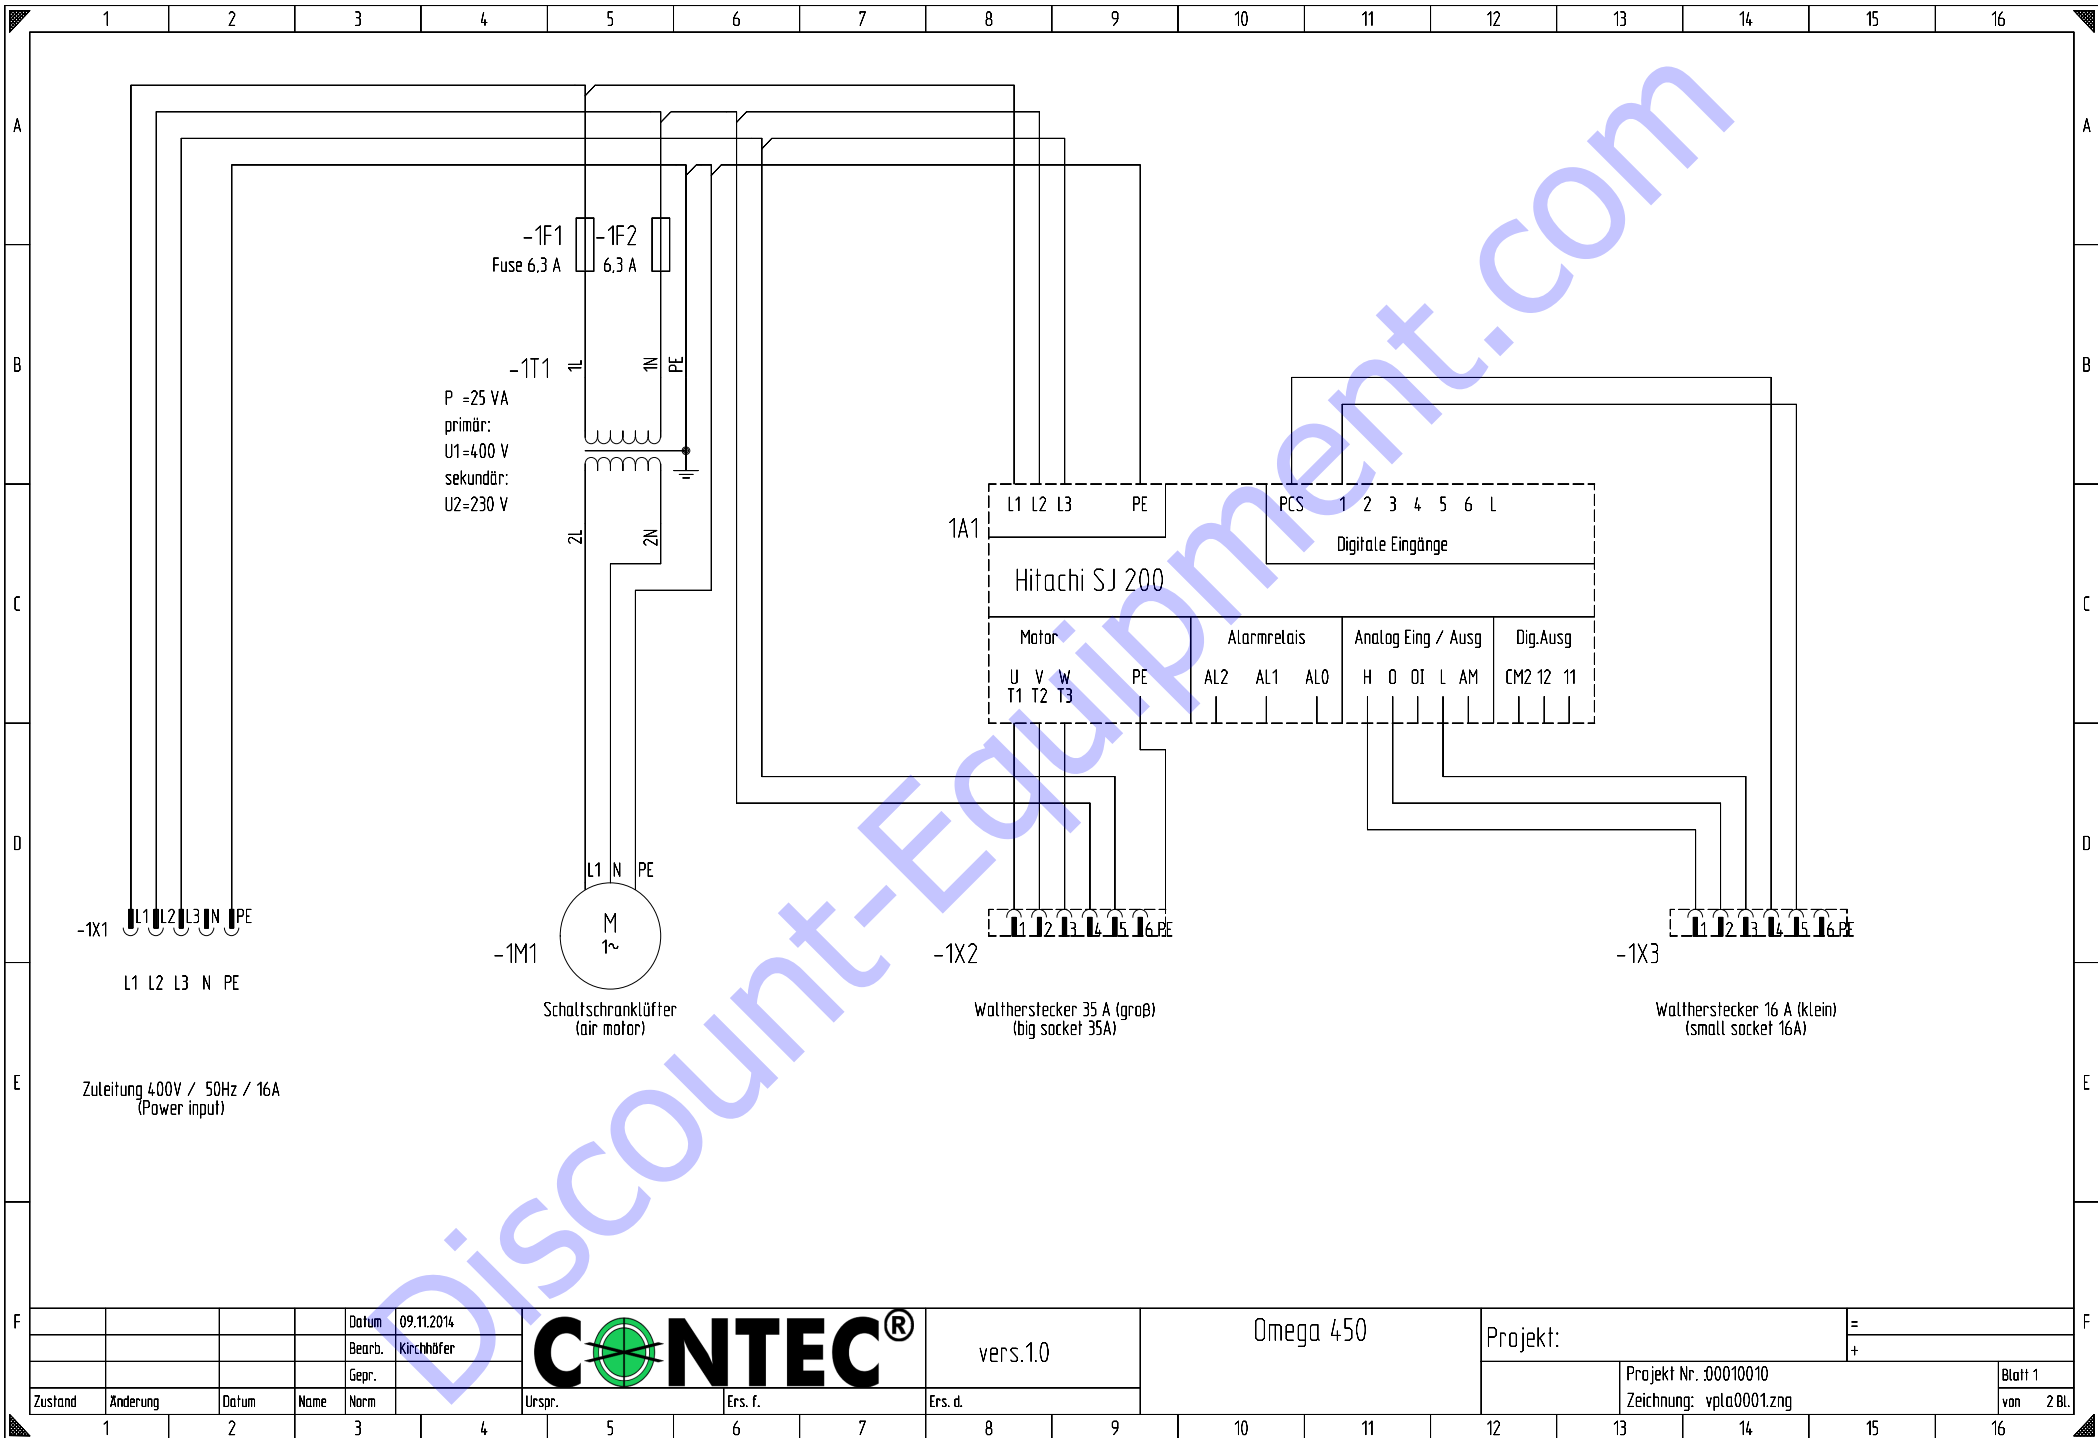 1 2 3 4 5 6 7 8 9 10 11 12 13 14 15 16
A A
-1F1 -1F2
Fuse 6,3 A 6,3 A
B B
-1T1 1L 1N PE
P =25 VA
primär:
U1=400 V
sekundär:
U2=230 V
2L 2N
1A1
L1 L2 L3 PE
PCS 1 2 3 4 5 6 L
Digitale Eingänge
Hitachi SJ 200
C C
Motor Alarmrelais Analog Eing / Ausg Dig.Ausg
U V W PE AL2 AL1 AL0 H O OI L AM CM2 12 11
T1 T2 T3
D D
L1 N PE
-1X1 L1 L2 L3 N PE
M
1~
-1M1
-1X2 1 2 3 4 5 6 PE
-1X3 1 2 3 4 5 6 PE
L1 L2 L3 N PE
Schaltschranklüfter
(air motor)
Waltherstecker 35 A (groß)
(big socket 35A)
Waltherstecker 16 A (klein)
(small socket 16A)
E E
Zuleitung 400V / 50Hz / 16A
(Power input)
Discount-Equipment.com
F F
Datum 09.11.2014
Bearb. Kirchhöfer
Gepr.
Zustand Änderung Datum Name Norm
CONTEC®
Urspr. Ers. f. Ers. d.
vers.1.0
Omega 450
Projekt:
=
+
Projekt Nr. :00010010
Zeichnung: vpla0001.zng
Blatt 1
von 2 Bl.
1 2 3 4 5 6 7 8 9 10 11 12 13 14 15 16